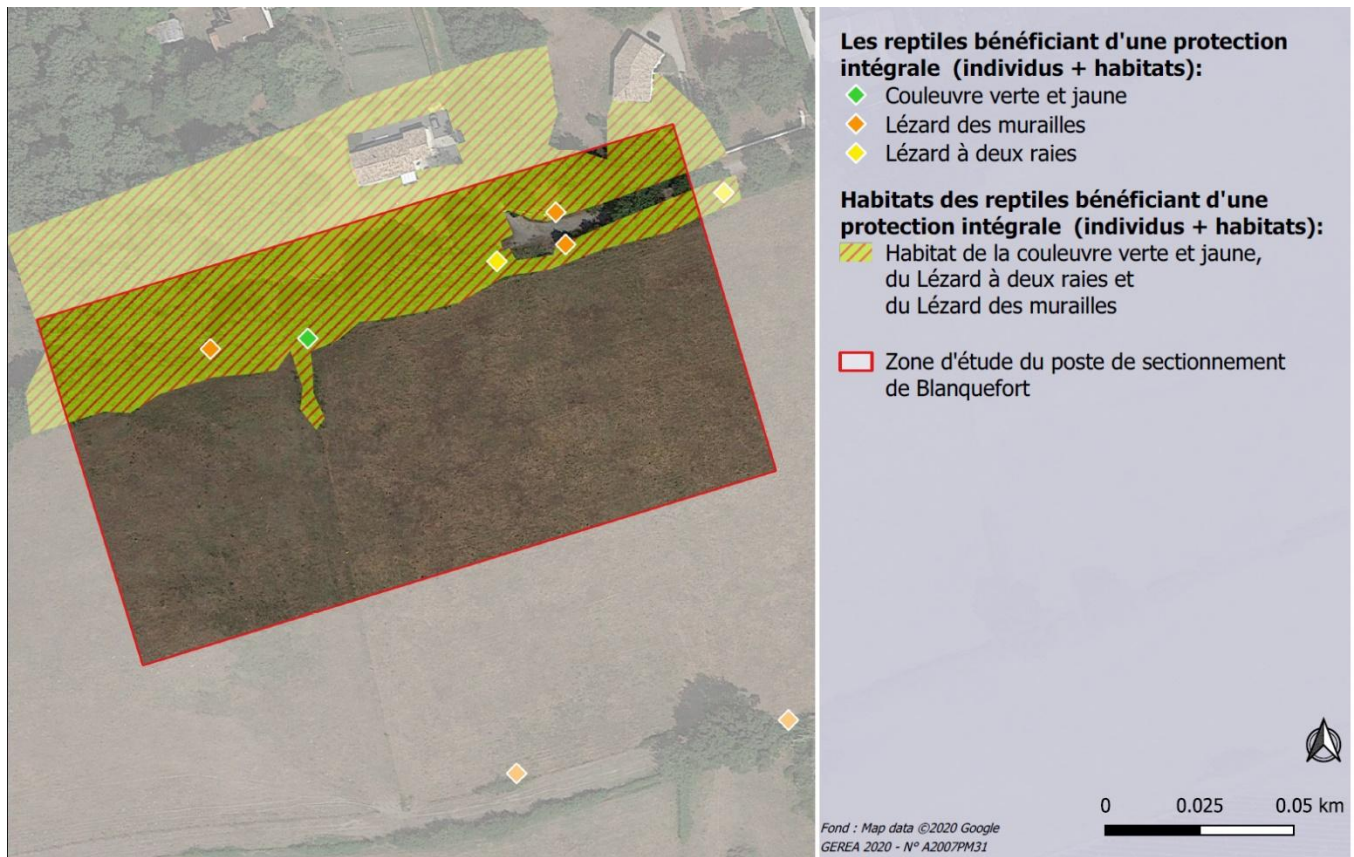 Les reptiles bénéficiant d'une protection
intégrale (individus + habitats):
Couleuvre verte et jaune
Lézard des murailles
Lézard à deux raies
Habitats des reptiles bénéficiant d'une
protection intégrale (individus + habitats):
Habitat de la couleuvre verte et jaune,
du Lézard à deux raies et
du Lézard des murailles
Zone d'étude du poste de sectionnement
de Blanquefort
0 0.025 0.05 km
Fond : Map data ©2020 Google
GEREA 2020 - N° A2007PM31